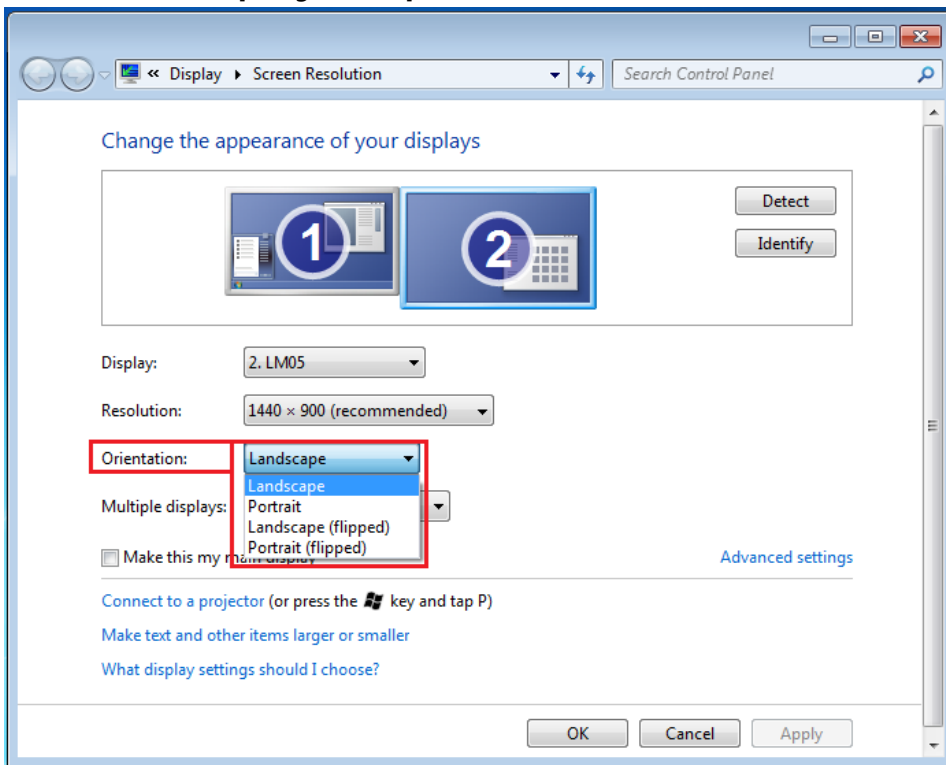 « Display ▸ Screen Resolution
Search Control Panel
Change the appearance of your displays
1
2
Detect
Identify
Display:
2. LM05
Resolution:
1440 × 900 (recommended)
Orientation:
Landscape
Landscape
Portrait
Landscape (flipped)
Portrait (flipped)
Multiple displays:
Make this my main display
Advanced settings
Connect to a projector (or press the key and tap P)
Make text and other items larger or smaller
What display settings should I choose?
OK
Cancel
Apply